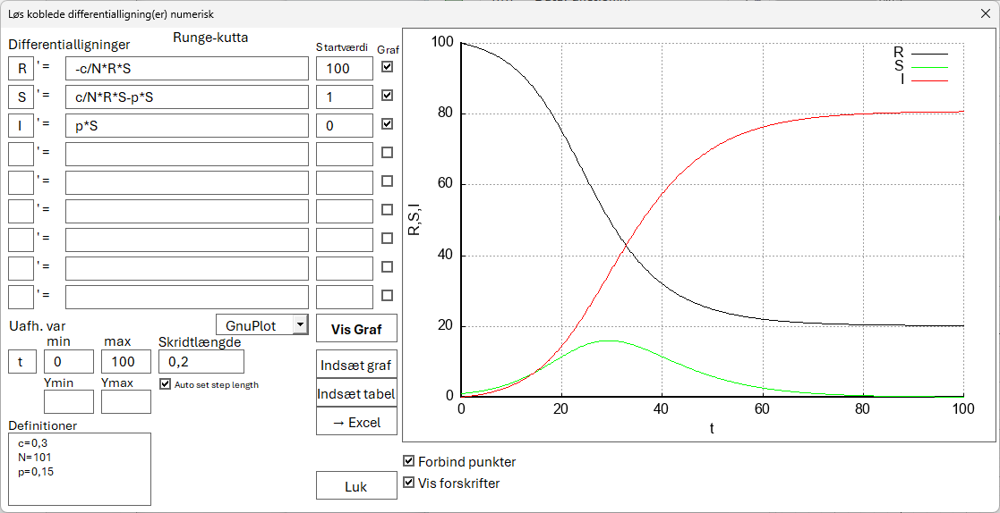 Løs koblede differentialligning(er) numerisk
Differentialligninger
Runge-kutta
Startværdi
Graf
R ' = -c/N*R*S 100
S ' = c/N*R*S-p*S 1
I ' = p*S 0
' =
' =
' =
' =
' =
' =
Uafh. var
GnuPlot
Vis Graf
min max Skridtlængde
t 0 100 0,2
Indsæt graf
Ymin Ymax
Auto set step length
Indsæt tabel
→ Excel
Definitioner
c=0,3
N=101
p=0,15
Luk
R,S,I
100
80
60
40
20
0
R
S
I
0 20 40 60 80 100
t
Forbind punkter
Vis forskrifter